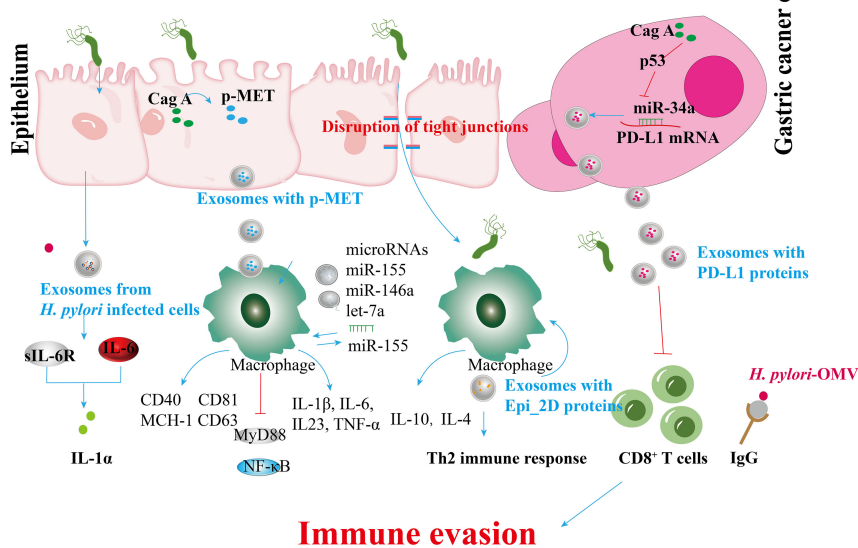 Epithelium
Cag A
p-MET
Disruption of tight junctions
Exosomes with p-MET
Cag A
p53
miR-34a
PD-L1 mRNA
Gastric cacner
Exosomes from
H. pylori infected cells
sIL-6R
IL-6
IL-1α
microRNAs
miR-155
miR-146a
let-7a
miR-155
Macrophage
CD40 CD81
MCH-1 CD63
MyD88
NF-κB
IL-1β, IL-6,
IL23, TNF-α
Macrophage
Exosomes with
Epi_2D proteins
IL-10, IL-4
Th2 immune response
Exosomes with
PD-L1 proteins
CD8⁺ T cells
H. pylori-OMV
IgG
Immune evasion